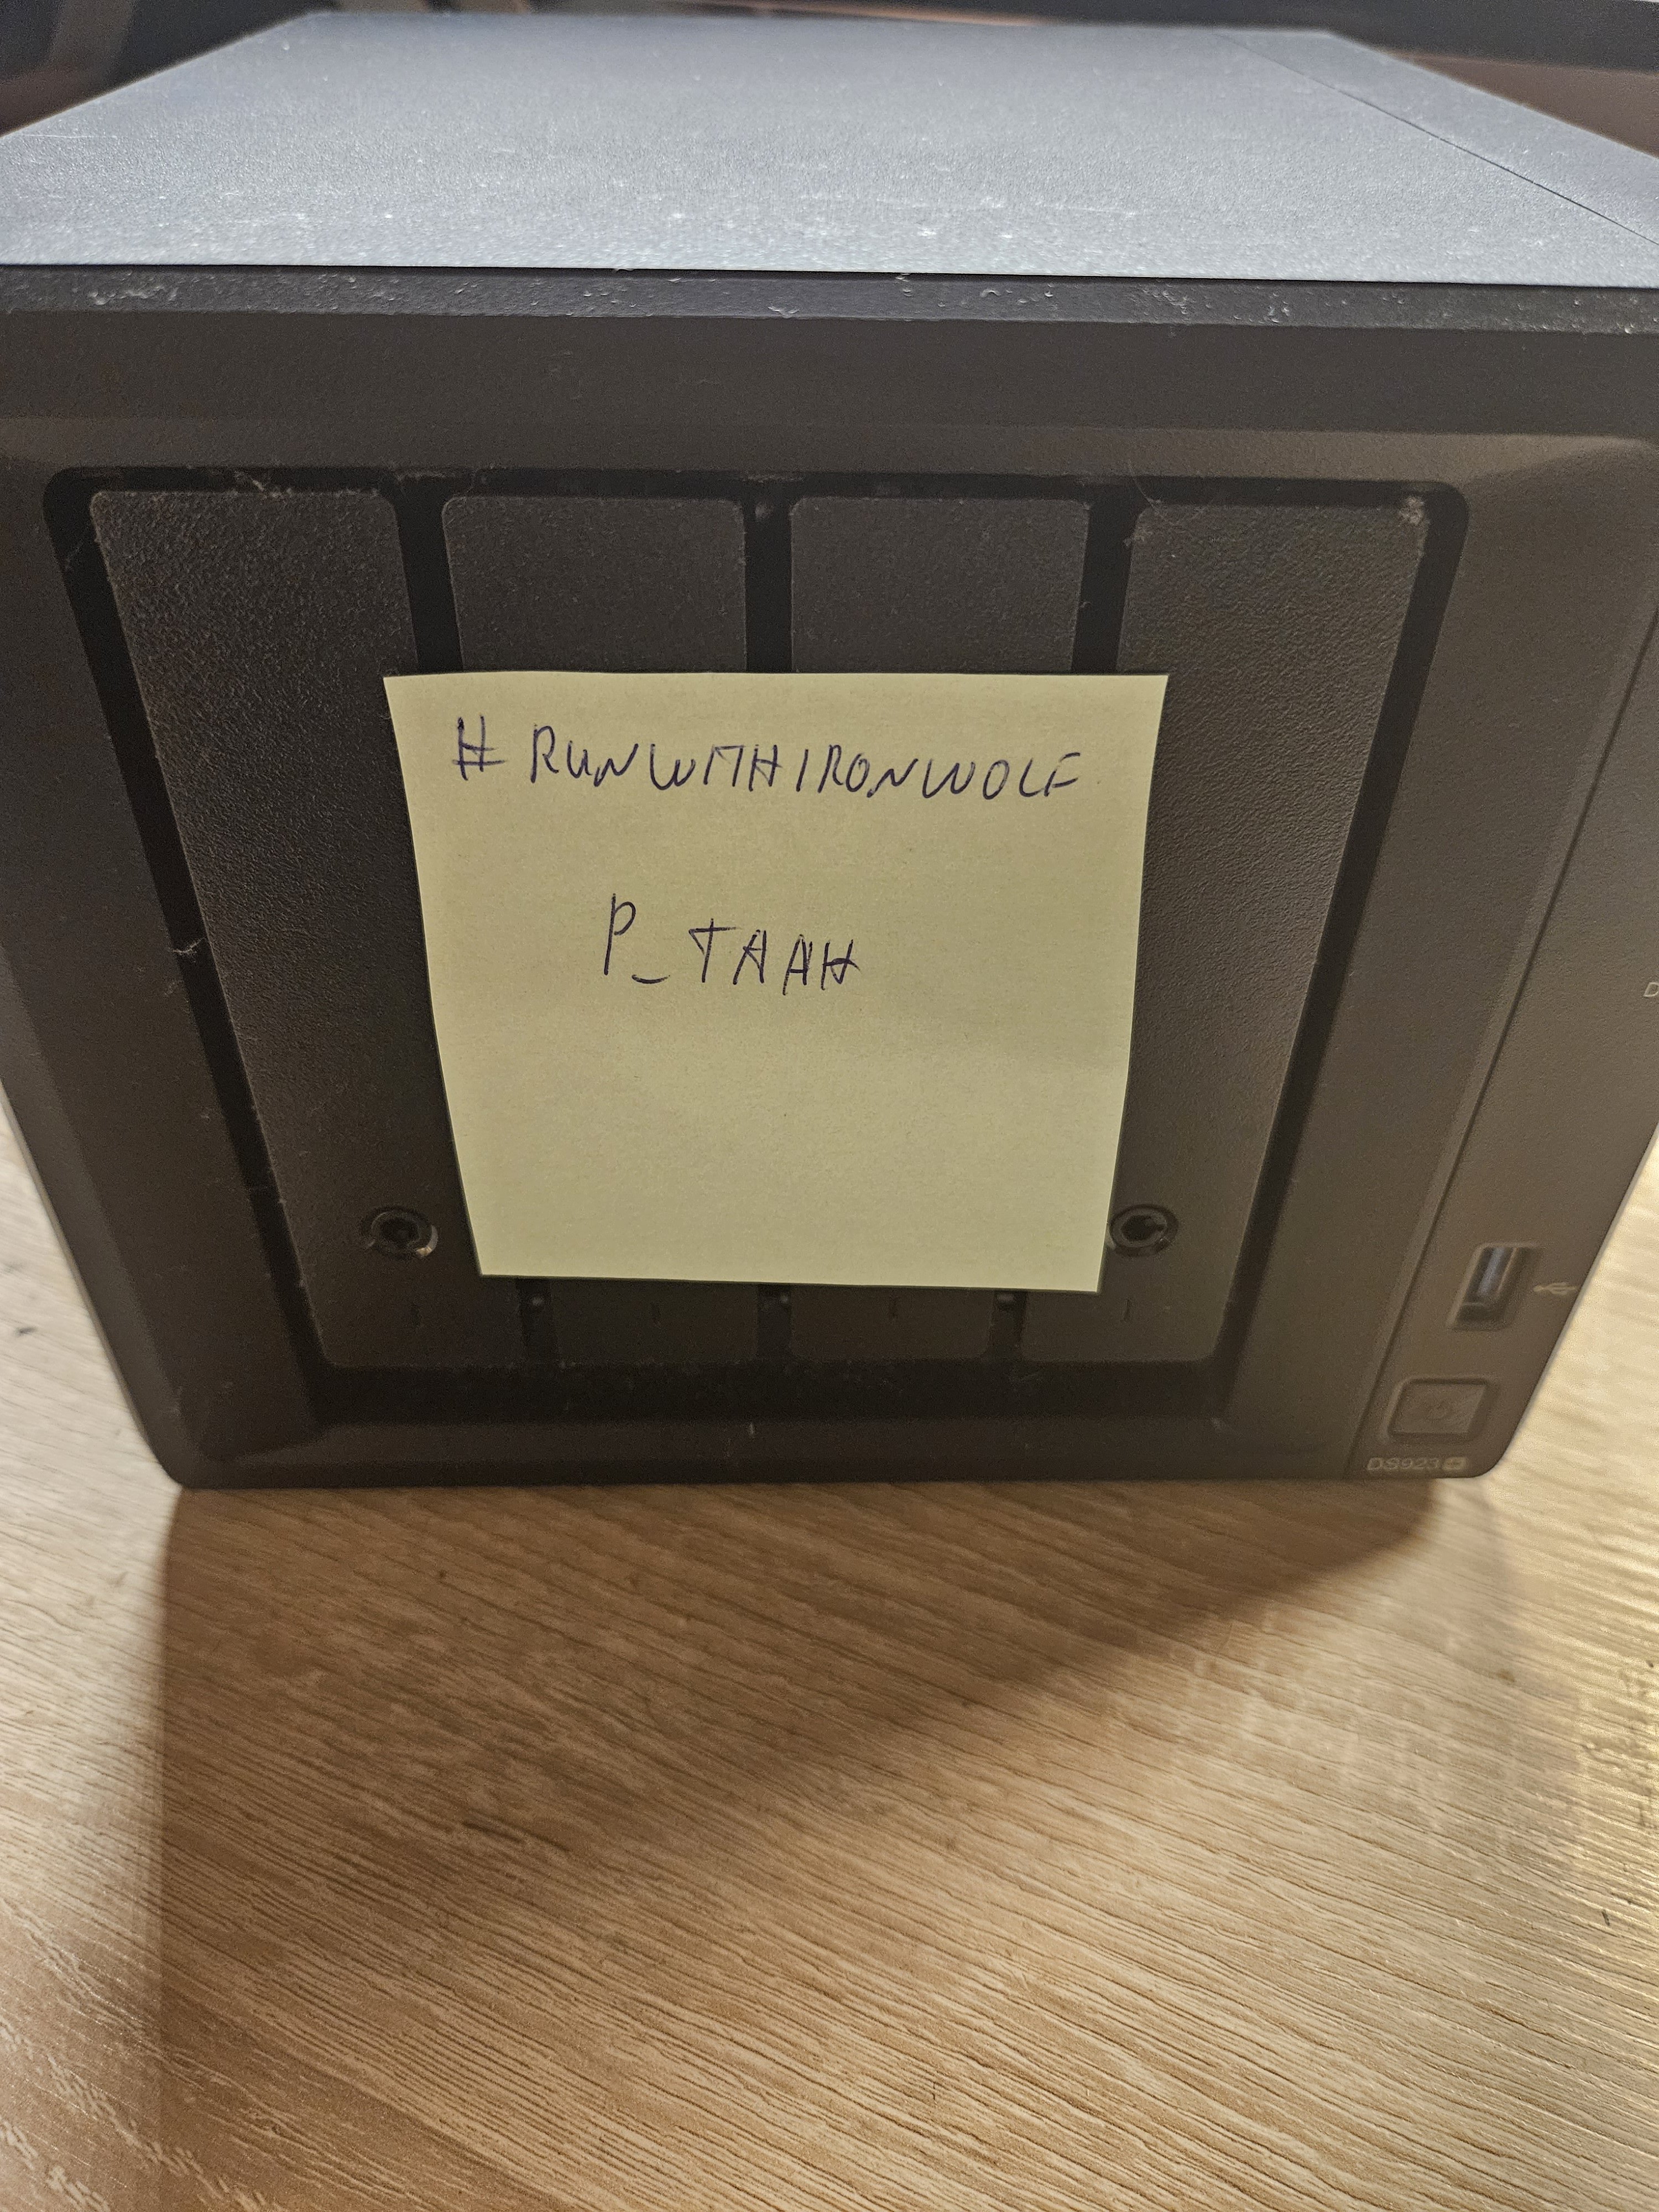 #RUNWITHIRONWOLF
P_TAAH
DS923+